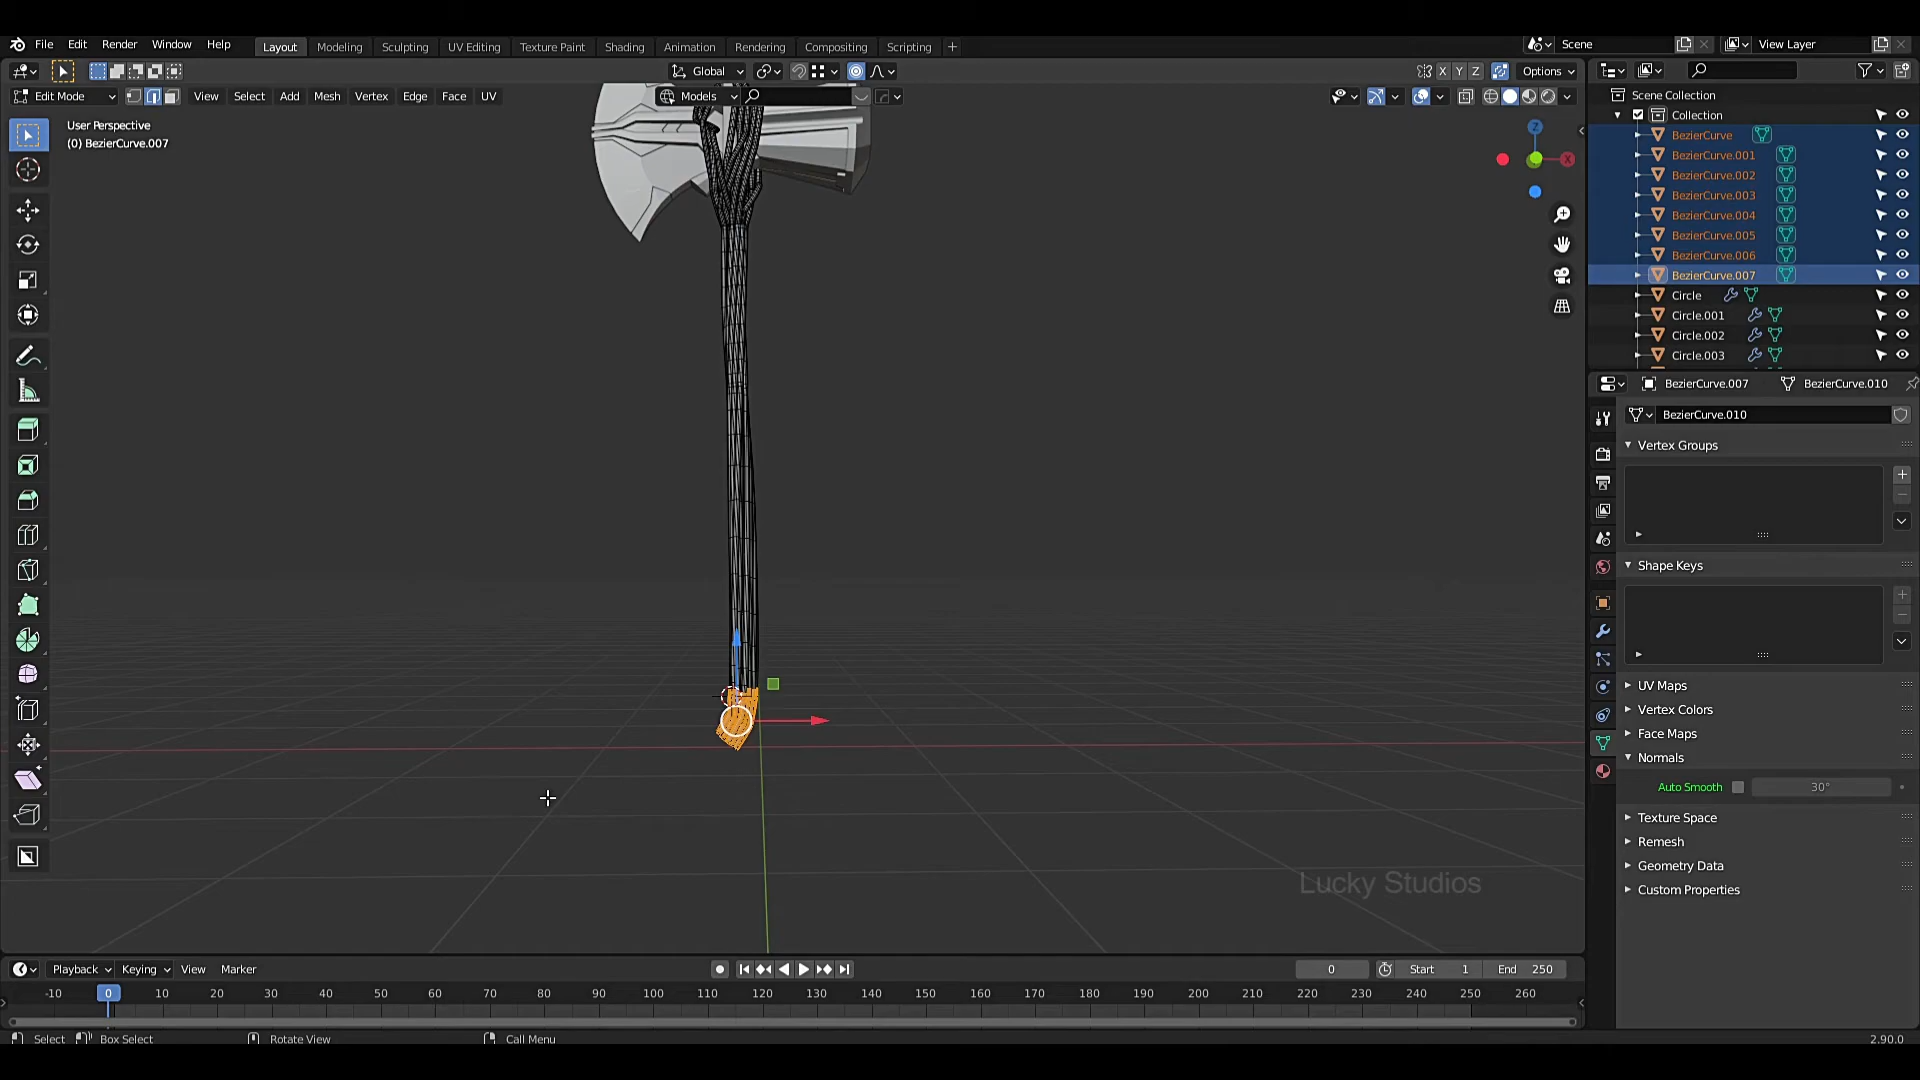 File Edit Render Window Help Layout Modeling Sculpting UV Editing Texture Paint Shading Animation Rendering Compositing Scripting + Scene View Layer
Global X Y Z Options
Edit Mode View Select Add Mesh Vertex Edge Face UV Models
User Perspective
(0) BezierCurve.007
Z
X
Scene Collection
Collection
BezierCurve
BezierCurve.001
BezierCurve.002
BezierCurve.003
BezierCurve.004
BezierCurve.005
BezierCurve.006
BezierCurve.007
Circle
Circle.001
Circle.002
Circle.003
BezierCurve.007 BezierCurve.010
BezierCurve.010
Vertex Groups
Shape Keys
UV Maps
Vertex Colors
Face Maps
Normals
Auto Smooth 30°
Texture Space
Remesh
Geometry Data
Custom Properties
Lucky Studios
Playback Keying View Marker 0 Start 1 End 250
-10 0 10 20 30 40 50 60 70 80 90 100 110 120 130 140 150 160 170 180 190 200 210 220 230 240 250 260
Select Box Select Rotate View Call Menu 2.90.0